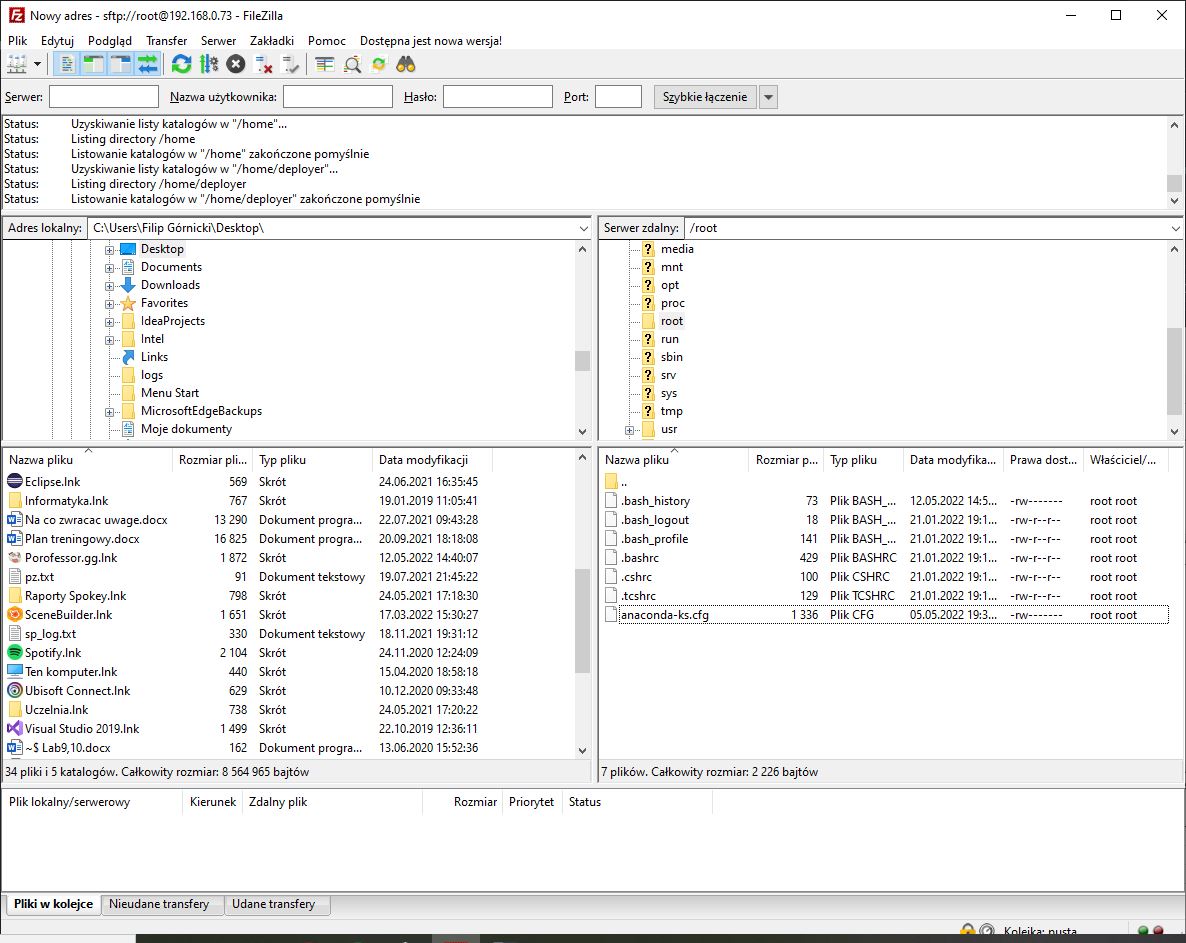 Nowy adres - sftp://root@192.168.0.73 - FileZilla
Plik Edytuj Podgląd Transfer Serwer Zakładki Pomoc Dostępna jest nowa wersja!
Serwer: Nazwa użytkownika: Hasło: Port: Szybkie łączenie
Status: Uzyskiwanie listy katalogów w "/home"...
Status: Listing directory /home
Status: Listowanie katalogów w "/home" zakończone pomyślnie
Status: Uzyskiwanie listy katalogów w "/home/deployer"...
Status: Listing directory /home/deployer
Status: Listowanie katalogów w "/home/deployer" zakończone pomyślnie
Adres lokalny: C:\Users\Filip Górnicki\Desktop\
Desktop
Documents
Downloads
Favorites
IdeaProjects
Intel
Links
logs
Menu Start
MicrosoftEdgeBackups
Moje dokumenty
Serwer zdalny: /root
media
mnt
opt
proc
root
run
sbin
srv
sys
tmp
usr
Nazwa pliku Rozmiar pli... Typ pliku Data modyfikacji
Eclipse.lnk 569 Skrót 24.06.2021 16:35:45
Informatyka.lnk 767 Skrót 19.01.2019 11:05:41
Na co zwracac uwage.docx 13 290 Dokument progra... 22.07.2021 09:43:28
Plan treningowy.docx 16 825 Dokument progra... 20.09.2021 18:18:08
Porofessor.gg.lnk 1 872 Skrót 12.05.2022 14:40:07
pz.txt 91 Dokument tekstowy 19.07.2021 21:45:22
Raporty Spokey.lnk 798 Skrót 24.05.2021 17:18:30
SceneBuilder.lnk 1 651 Skrót 17.03.2022 15:30:27
sp_log.txt 330 Dokument tekstowy 18.11.2021 19:31:12
Spotify.lnk 2 104 Skrót 24.11.2020 12:24:09
Ten komputer.lnk 440 Skrót 15.04.2020 18:58:18
Ubisoft Connect.lnk 629 Skrót 10.12.2020 09:33:48
Uczelnia.lnk 738 Skrót 24.05.2021 17:20:22
Visual Studio 2019.lnk 1 499 Skrót 22.10.2019 12:36:11
~$ Lab9,10.docx 162 Dokument progra... 13.06.2020 15:52:36
34 pliki i 5 katalogów. Całkowity rozmiar: 8 564 965 bajtów
Nazwa pliku Rozmiar p... Typ pliku Data modyfika... Prawa dost... Właściciel/...
..
.bash_history 73 Plik BASH_... 12.05.2022 14:5... -rw------- root root
.bash_logout 18 Plik BASH_... 21.01.2022 19:1... -rw-r--r-- root root
.bash_profile 141 Plik BASH_... 21.01.2022 19:1... -rw-r--r-- root root
.bashrc 429 Plik BASHRC 21.01.2022 19:1... -rw-r--r-- root root
.cshrc 100 Plik CSHRC 21.01.2022 19:1... -rw-r--r-- root root
.tcshrc 129 Plik TCSHRC 21.01.2022 19:1... -rw-r--r-- root root
anaconda-ks.cfg 1 336 Plik CFG 05.05.2022 19:3... -rw------- root root
7 plików. Całkowity rozmiar: 2 226 bajtów
Plik lokalny/serwerowy Kierunek Zdalny plik Rozmiar Priorytet Status
Pliki w kolejce Nieudane transfery Udane transfery
Kolejka: pusta